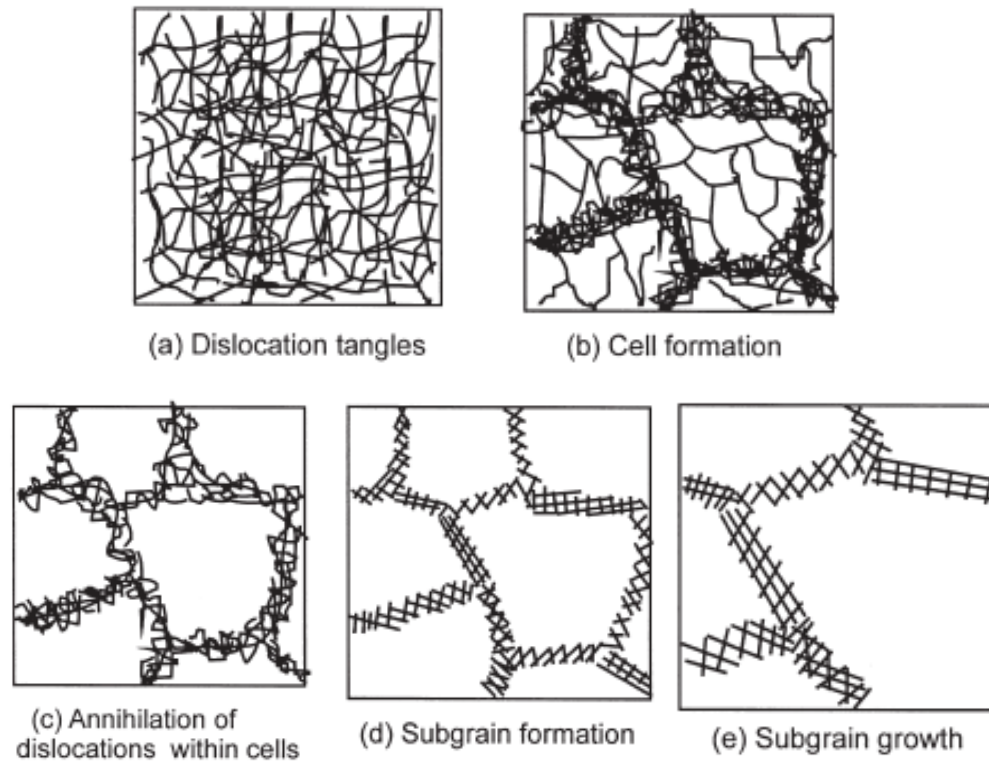 (a) Dislocation tangles
(b) Cell formation
(c) Annihilation of
dislocations within cells
(d) Subgrain formation
(e) Subgrain growth